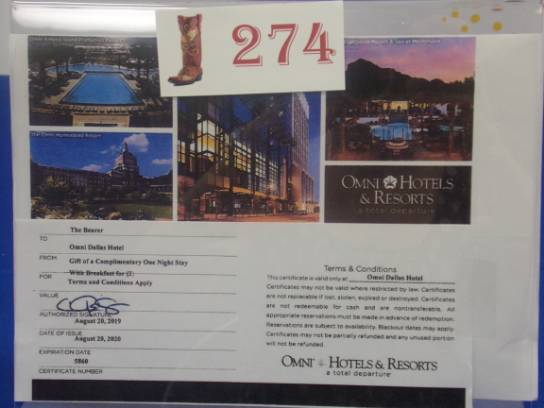 274
OMNI HOTELS
& RESORTS
a total departure
The Bearer
TO
Omni Dallas Hotel
FROM
Gift of a Complimentary One Night Stay
FOR
With Breakfast for (2)
Terms and Conditions Apply
VALUE
AUTHORIZED SIGNATURE
August 20, 2019
DATE OF ISSUE
August 20, 2020
EXPIRATION DATE
5860
CERTIFICATE NUMBER
Terms & Conditions
This certificate is valid only at Omni Dallas Hotel
Certificates may not be valid where restricted by law. Certificates
are not replaceable if lost, stolen, expired or destroyed. Certificates
are not redeemable for cash and are nontransferable. All
appropriate reservations must be made in advance of redemption.
Reservations are subject to availability. Blackout dates may apply.
Certificates may not be partially refunded and any unused portion
will not be refunded.
OMNI HOTELS & RESORTS
a total departure